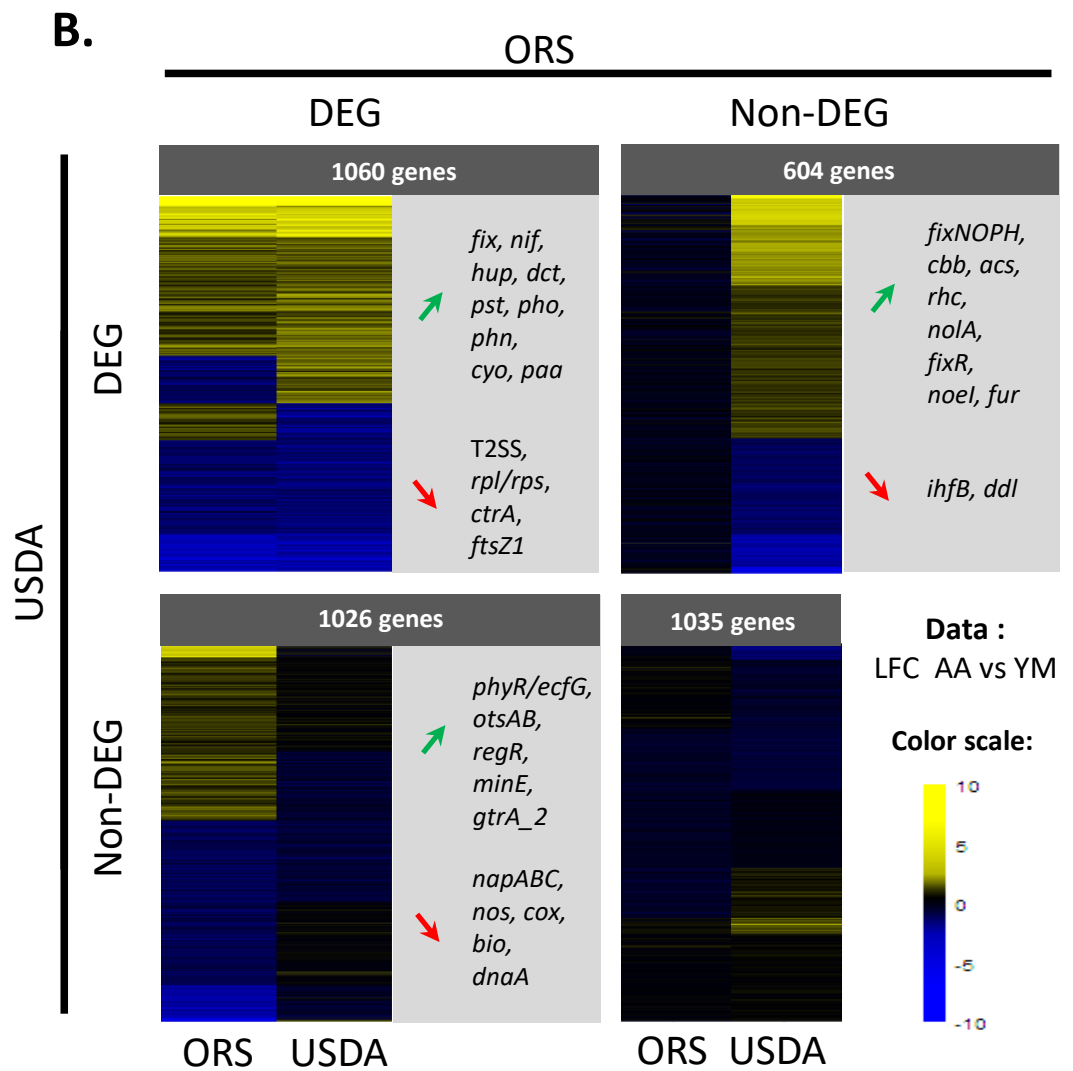 B.
ORS
DEG
Non-DEG
USDA
DEG
Non-DEG
1060 genes
fix, nif,
hup, dct,
pst, pho,
phn,
cyo, paa
T2SS,
rpl/rps,
ctrA,
ftsZ1
604 genes
fixNOPH,
cbb, acs,
rhc,
nolA,
fixR,
noeI, fur
ihfB, ddl
1026 genes
phyR/ecfG,
otsAB,
regR,
minE,
gtrA_2
napABC,
nos, cox,
bio,
dnaA
1035 genes
Data :
LFC AA vs YM
Color scale:
10
5
0
-5
-10
ORS USDA
ORS USDA